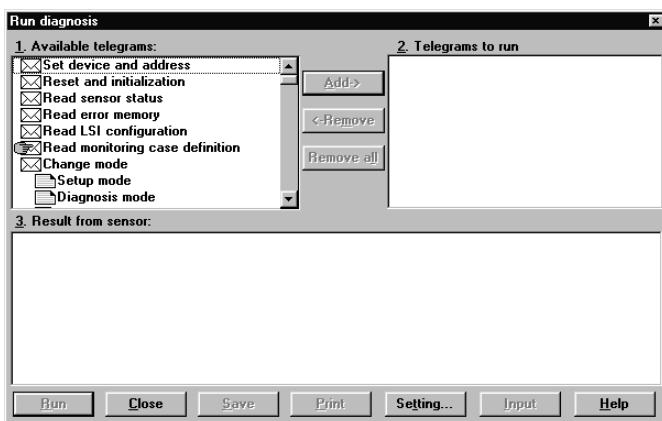 Run diagnosis
1. Available telegrams:
2. Telegrams to run
Set device and address
Reset and initialization
Read sensor status
Read error memory
Read LSI configuration
Read monitoring case definition
Change mode
Setup mode
Diagnosis mode
Add->
<-Remove
Remove all
3. Result from sensor:
Run
Close
Save
Print
Setting...
Input
Help